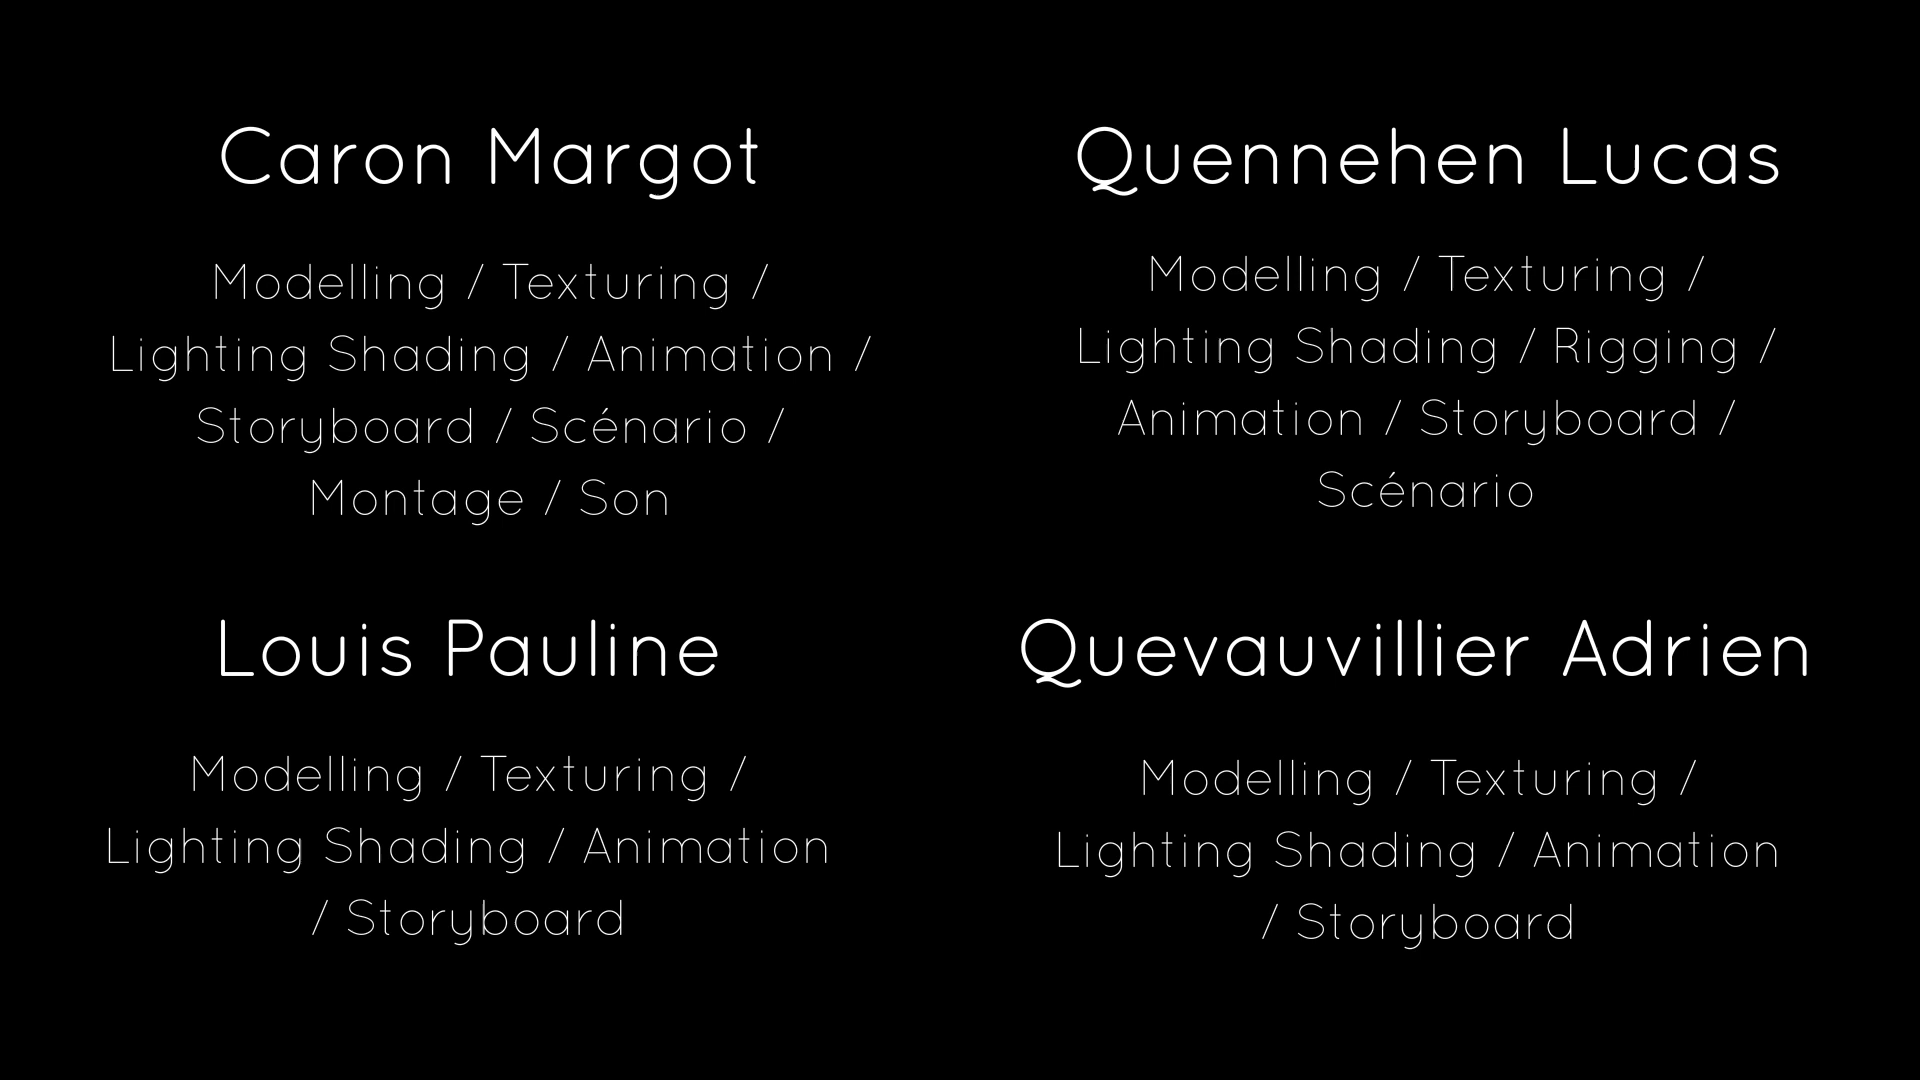 Caron Margot
Modelling / Texturing /
Lighting Shading / Animation /
Storyboard / Scénario /
Montage / Son
Quennehen Lucas
Modelling / Texturing /
Lighting Shading / Rigging /
Animation / Storyboard /
Scénario
Louis Pauline
Modelling / Texturing /
Lighting Shading / Animation
/ Storyboard
Quevauvillier Adrien
Modelling / Texturing /
Lighting Shading / Animation
/ Storyboard